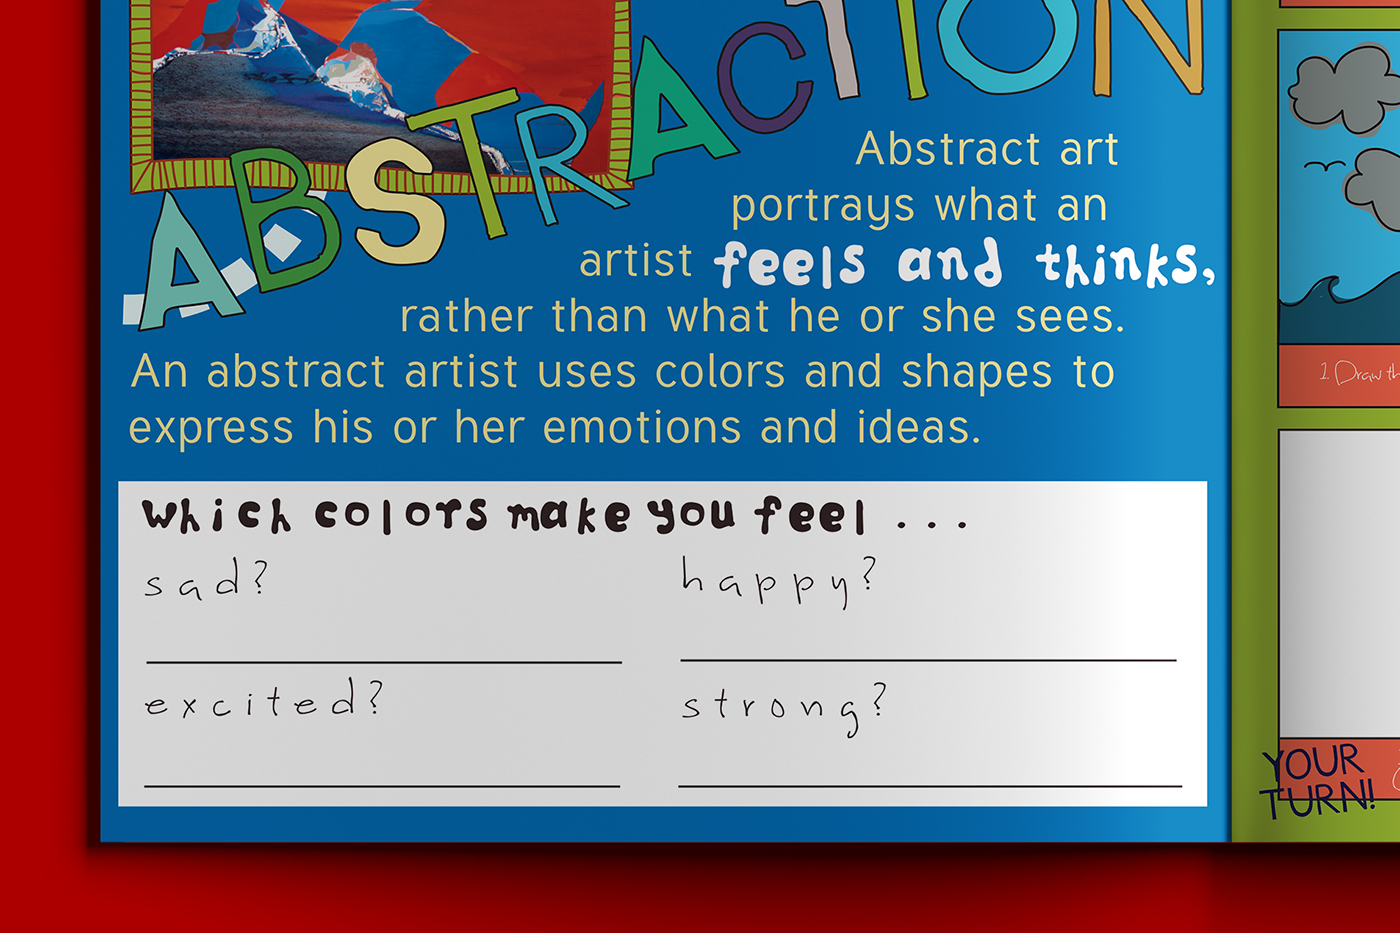 ABSTRACTION
Abstract art
portrays what an
artist feels and thinks,
rather than what he or she sees.
An abstract artist uses colors and shapes to
express his or her emotions and ideas.
which colors make you feel . . .
sad?
happy?
excited?
strong?
1. Draw
YOUR
TURN!